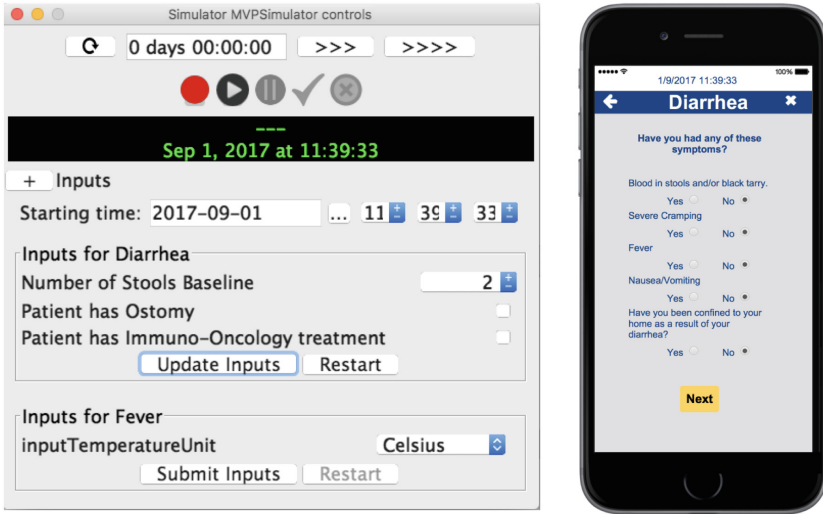 Simulator MVPSimulator controls
0 days 00:00:00 >>> >>>>
---
Sep 1, 2017 at 11:39:33
+ Inputs
Starting time: 2017-09-01 ... 11 39 33
Inputs for Diarrhea
Number of Stools Baseline 2
Patient has Ostomy
Patient has Immuno-Oncology treatment
Update Inputs Restart
Inputs for Fever
inputTemperatureUnit Celsius
Submit Inputs Restart
100%
1/9/2017 11:39:33
Diarrhea
Have you had any of these
symptoms?
Blood in stools and/or black tarry.
Yes No
Severe Cramping
Yes No
Fever
Yes No
Nausea/Vomiting
Yes No
Have you been confined to your
home as a result of your
diarrhea?
Yes No
Next